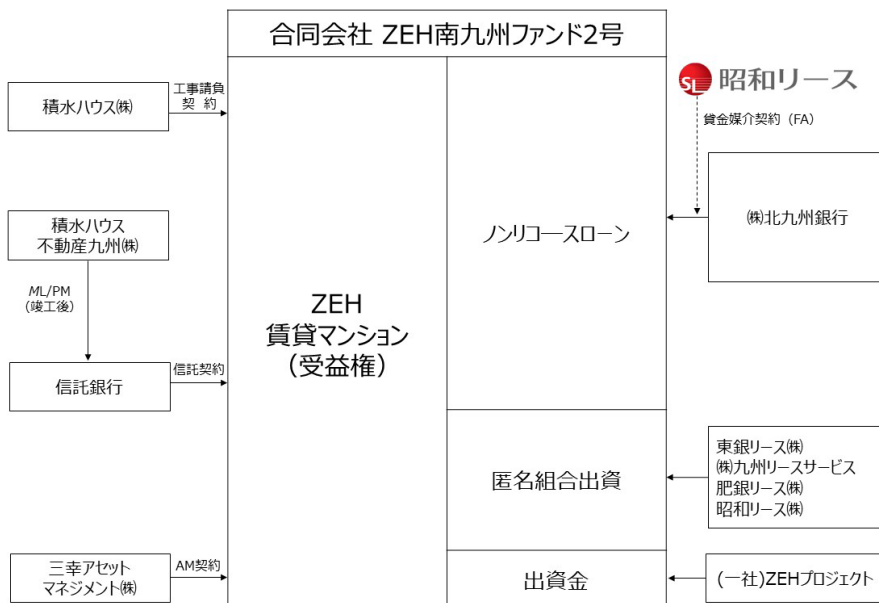 合同会社 ZEH南九州ファンド2号
積水ハウス㈱
工事請負
契 約
積水ハウス
不動産九州㈱
ML/PM
(竣工後)
信託銀行
信託契約
三幸アセット
マネジメント㈱
AM契約
ZEH
賃貸マンション
(受益権)
ノンリコースローン
匿名組合出資
出資金
SL 昭和リース
貸金媒介契約(FA)
㈱北九州銀行
東銀リース㈱
㈱九州リースサービス
肥銀リース㈱
昭和リース㈱
(一社)ZEHプロジェクト